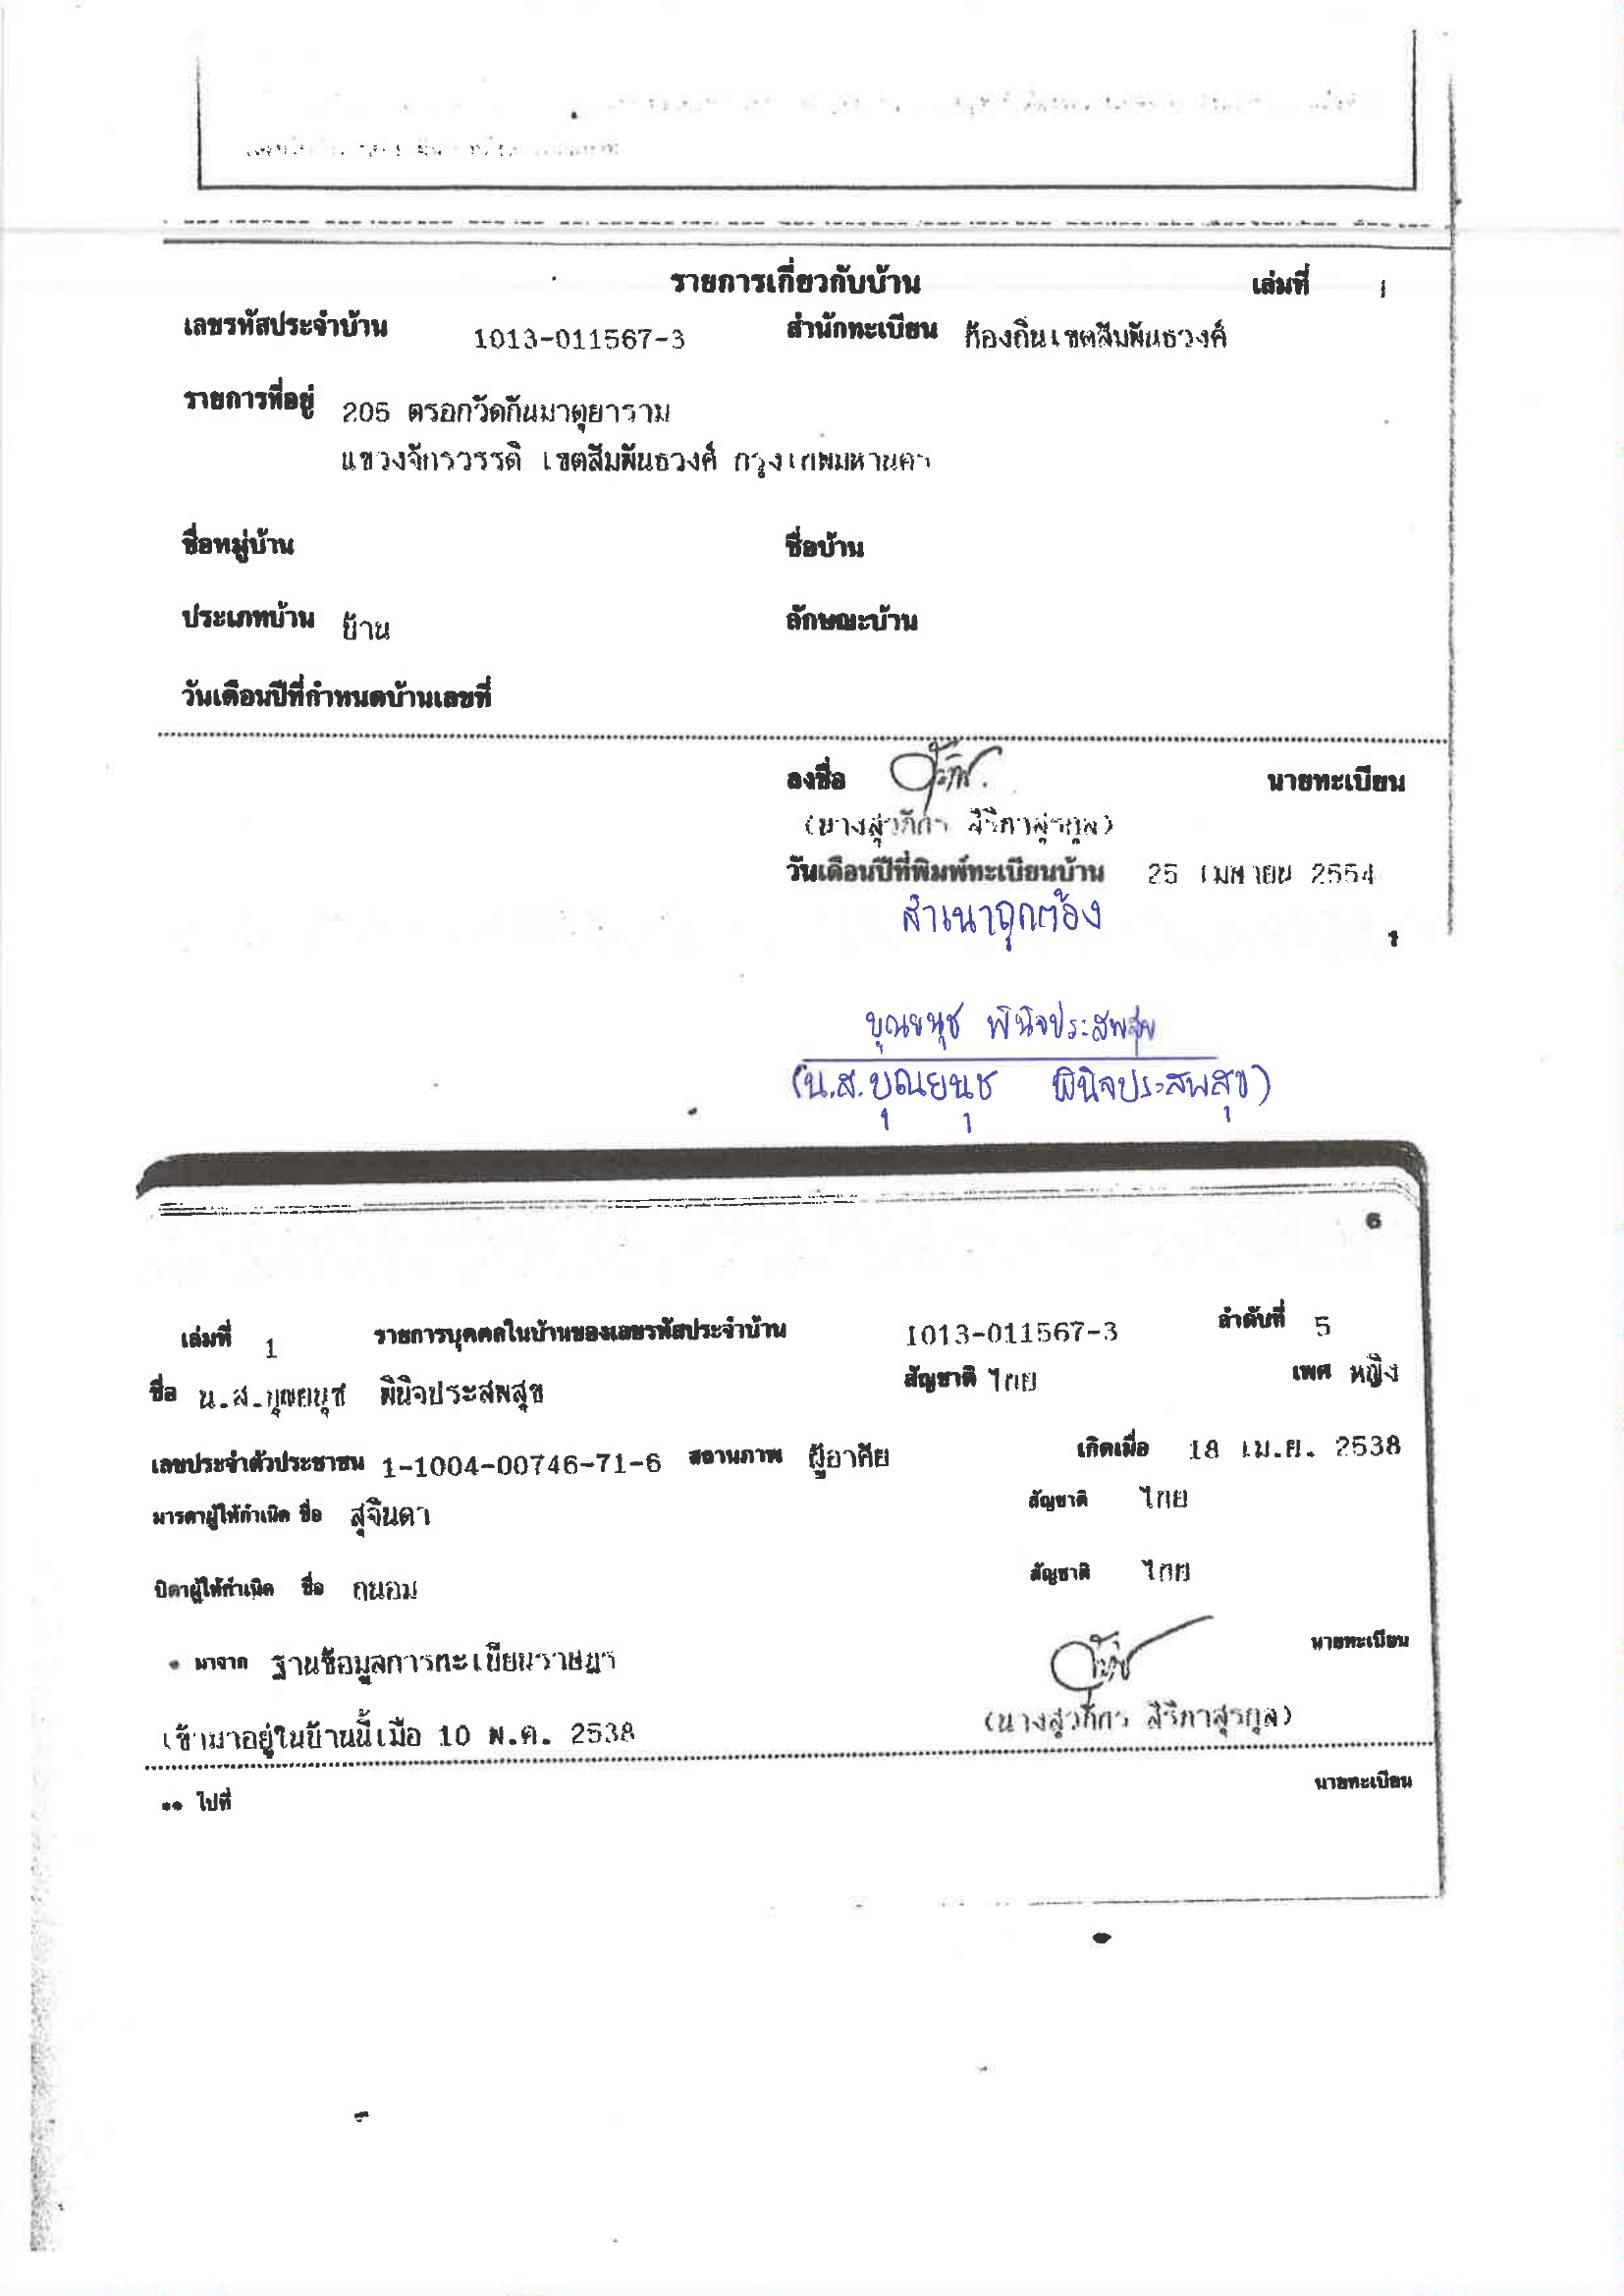 รายการเกี่ยวกับบ้าน เล่มที่ 1
เลขรหัสประจำบ้าน 1013-011567-3 สำนักทะเบียน ท้องถิ่นเขตสัมพันธวงศ์
รายการที่อยู่ 205 ตรอกวัดกันมาตุยาราม
แขวงจักรวรรดิ เขตสัมพันธวงศ์ กรุงเทพมหานคร
ชื่อหมู่บ้าน ชื่อบ้าน
ประเภทบ้าน บ้าน ลักษณะบ้าน
วันเดือนปีที่กำหนดบ้านเลขที่
ลงชื่อ นายทะเบียน
(นางสุวภัทร สิริภาสุรกุล)
วันเดือนปีที่พิมพ์ทะเบียนบ้าน 25 เมษายน 2554
สำเนาถูกต้อง
1
บุณยนุช พินิจประสพสุข
(น.ส.บุณยนุช พินิจประสพสุข)
6
เล่มที่ 1 รายการบุคคลในบ้านของเลขรหัสประจำบ้าน 1013-011567-3 ลำดับที่ 5
ชื่อ น.ส.บุณยนุช พินิจประสพสุข สัญชาติ ไทย เพศ หญิง
เลขประจำตัวประชาชน 1-1004-00746-71-6 สถานภาพ ผู้อาศัย เกิดเมื่อ 18 เม.ย. 2538
มารดาผู้ให้กำเนิด ชื่อ สุจินดา สัญชาติ ไทย
บิดาผู้ให้กำเนิด ชื่อ ถนอม สัญชาติ ไทย
* มาจาก ฐานข้อมูลการทะเบียนราษฎร นายทะเบียน
เข้ามาอยู่ในบ้านนี้เมื่อ 10 พ.ค. 2538 (นางสุวภัทร สิริภาสุรกุล)
** ไปที่ นายทะเบียน